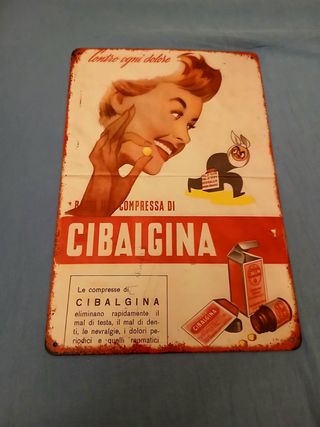 Contro ogni dolore
COMPRESSA DI
CIBALGINA
Le compresse di
CIBALGINA
eliminano rapidamente il
mal di testa, il mal di den-
ti, le nevralgie, i dolori pe-
riodici e quelli reumatici
CIBALGINA